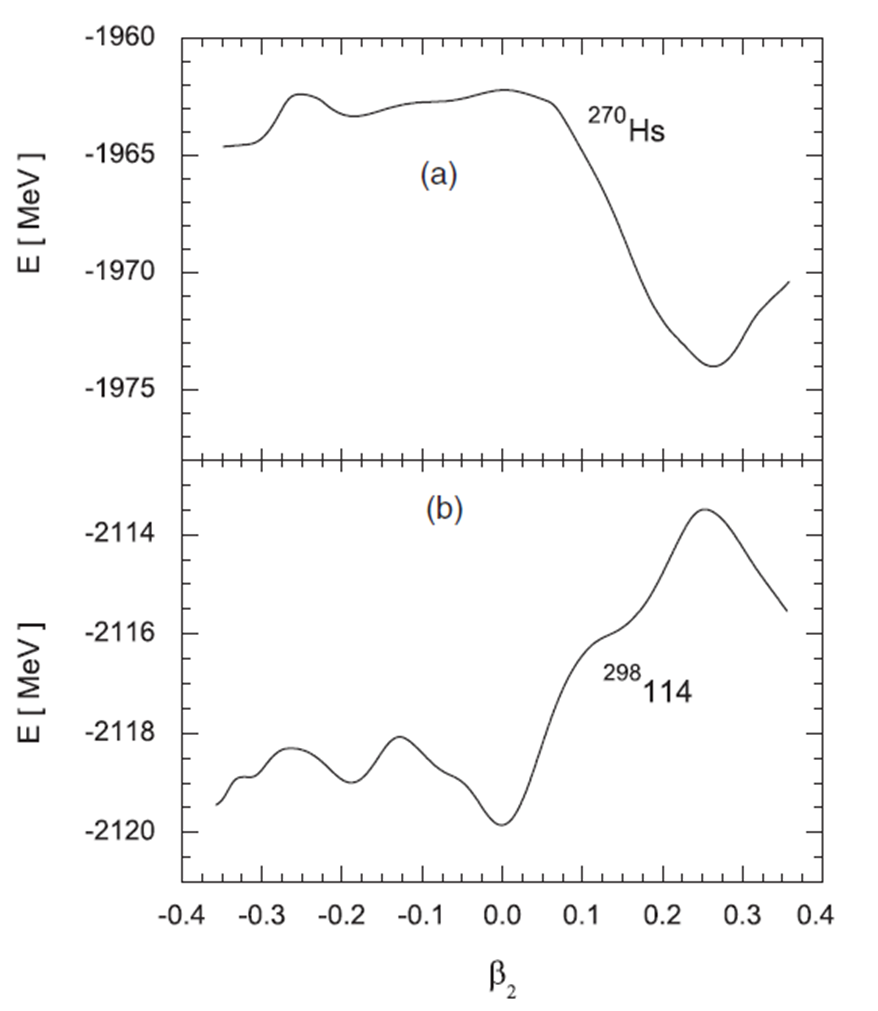 -1960
-1965
-1970
-1975
E [ MeV ]
²⁷⁰Hs
(a)
(b)
-2114
-2116
-2118
-2120
E [ MeV ]
²⁹⁸114
-0.4 -0.3 -0.2 -0.1 0.0 0.1 0.2 0.3 0.4
β₂